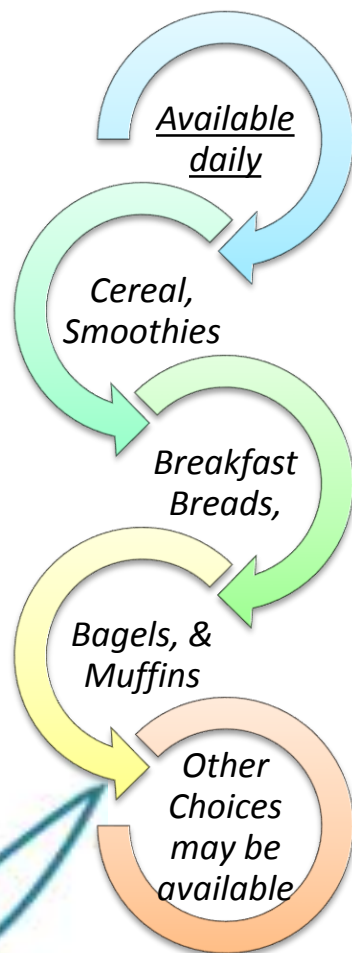 Available
daily
Cereal,
Smoothies
Breakfast
Breads,
Bagels, &
Muffins
Other
Choices
may be
available